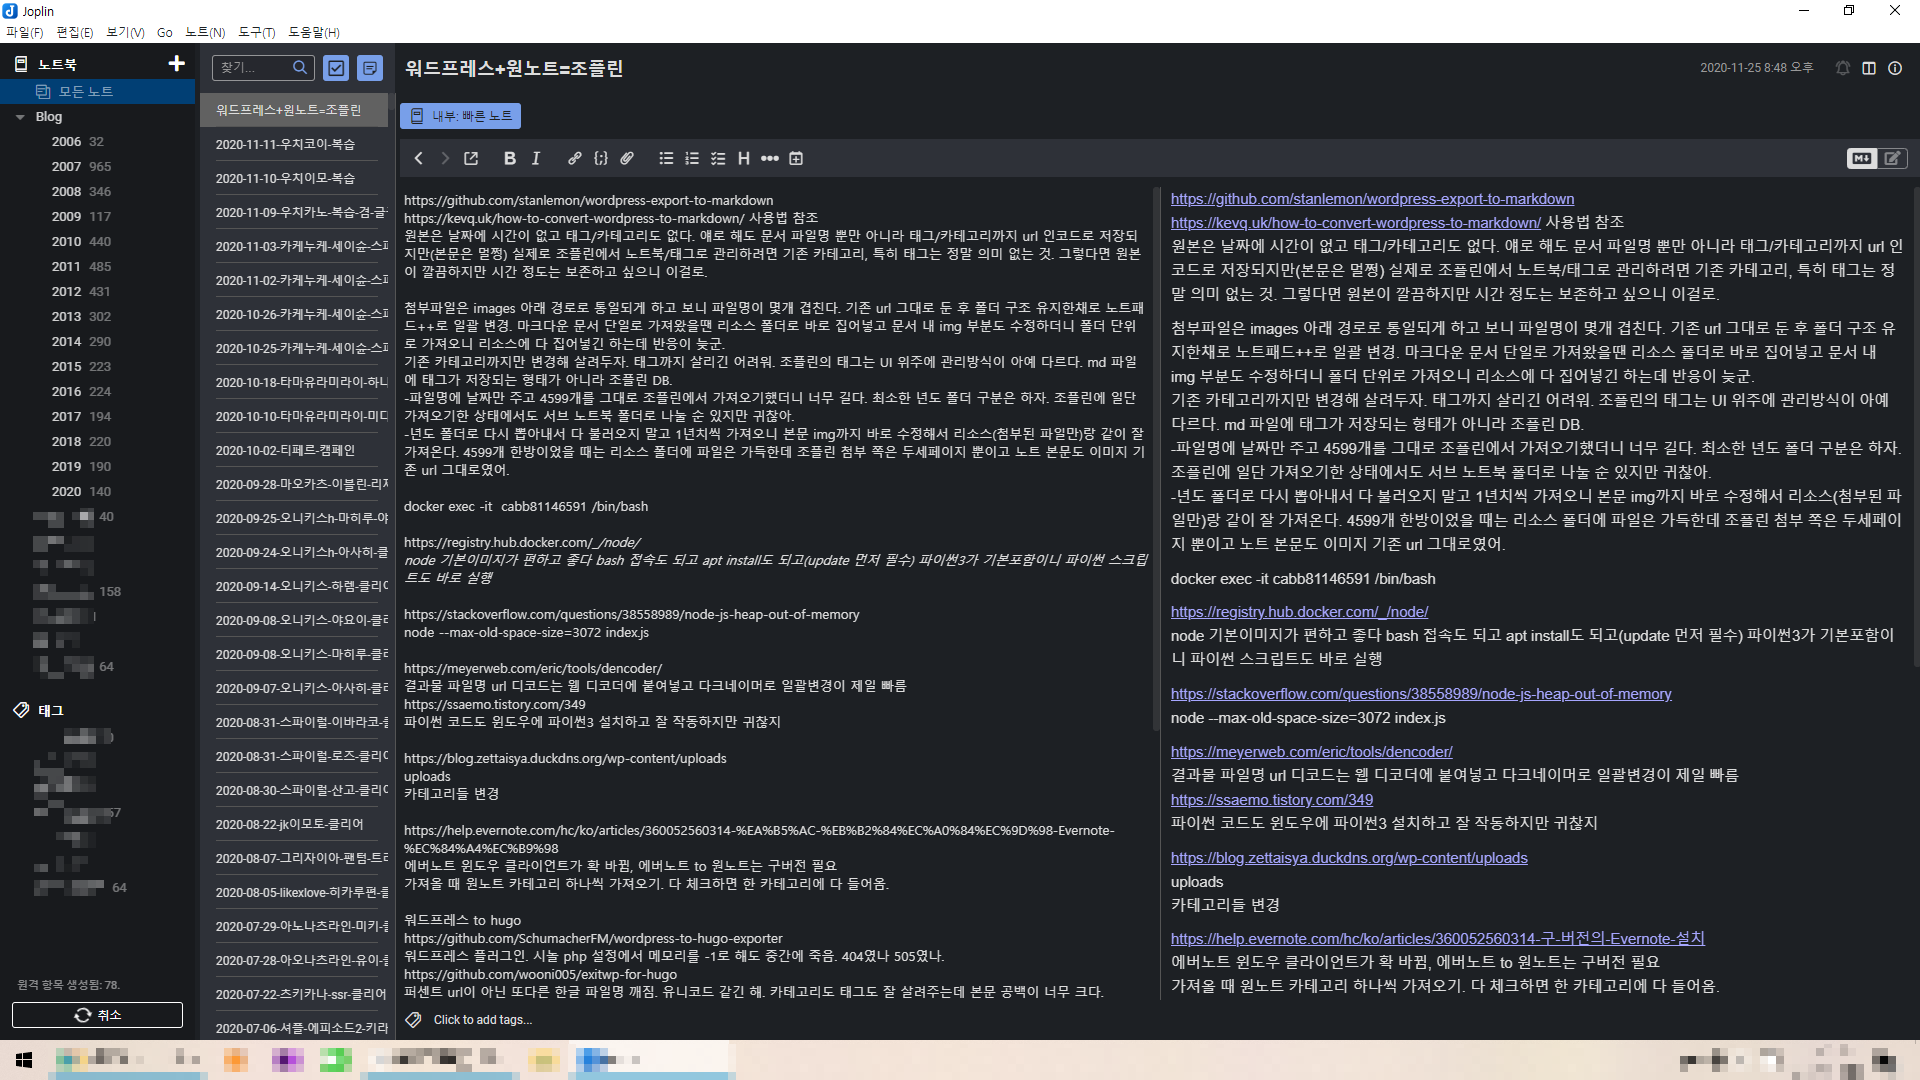 Joplin
파일(F) 편집(E) 보기(V) Go 노트(N) 도구(T) 도움말(H)
노트북
모든 노트
Blog
2006 32
2007 965
2008 346
2009 117
2010 440
2011 485
2012 431
2013 302
2014 290
2015 223
2016 224
2017 194
2018 220
2019 190
2020 140
40
158
64
태그
64
원격 항목 생성됨: 78.
취소
찾기...
워드프레스+원노트=조플린
2020-11-11-우치코이-복습
2020-11-10-우치이모-복습
2020-11-09-우치카노-복습-겸-글
2020-11-03-카케누케-세이슌-스파
2020-11-02-카케누케-세이슌-스파
2020-10-26-카케누케-세이슌-스파
2020-10-25-카케누케-세이슌-스파
2020-10-18-타마유라미라이-하나
2020-10-10-타마유라미라이-미디
2020-10-02-티페르-캠페인
2020-09-28-마오카츠-이블린-리제
2020-09-25-오니키스h-마히루-야
2020-09-24-오니키스h-아사히-클
2020-09-14-오니키스-하렘-클리어
2020-09-08-오니키스-야요이-클리
2020-09-08-오니키스-마히루-클리
2020-09-07-오니키스-아사히-클리
2020-08-31-스파이럴-이바라코-클
2020-08-31-스파이럴-로즈-클리어
2020-08-30-스파이럴-산고-클리어
2020-08-22-jk이모토-클리어
2020-08-07-그리자이아-팬텀-트리
2020-08-05-likexlove-히카루편-클
2020-07-29-아노나츠라인-미키-클
2020-07-28-아오나츠라인-유이-클
2020-07-22-츠키카나-ssr-클리어
2020-07-06-셔플-에피소드2-키라
워드프레스+원노트=조플린
2020-11-25 8:48 오후
내부: 빠른 노트
https://github.com/stanlemon/wordpress-export-to-markdown
https://kevq.uk/how-to-convert-wordpress-to-markdown/ 사용법 참조
원본은 날짜에 시간이 없고 태그/카테고리도 없다. 얘로 해도 문서 파일명 뿐만 아니라 태그/카테고리까지 url 인코드로 저장되
지만(본문은 멀쩡) 실제로 조플린에서 노트북/태그로 관리하려면 기존 카테고리, 특히 태그는 정말 의미 없는 것. 그렇다면 원본
이 깔끔하지만 시간 정도는 보존하고 싶으니 이걸로.
첨부파일은 images 아래 경로로 통일되게 하고 보니 파일명이 몇개 겹친다. 기존 url 그대로 둔 후 폴더 구조 유지한채로 노트패
드++로 일괄 변경. 마크다운 문서 단일로 가져왔을땐 리소스 폴더로 바로 집어넣고 문서 내 img 부분도 수정하더니 폴더 단위
로 가져오니 리소스에 다 집어넣긴 하는데 반응이 늦군.
기존 카테고리까지만 변경해 살려두자. 태그까지 살리긴 어려워. 조플린의 태그는 UI 위주에 관리방식이 아예 다르다. md 파일
에 태그가 저장되는 형태가 아니라 조플린 DB.
-파일명에 날짜만 주고 4599개를 그대로 조플린에서 가져오기했더니 너무 길다. 최소한 년도 폴더 구분은 하자. 조플린에 일단
가져오기한 상태에서도 서브 노트북 폴더로 나눌 순 있지만 귀찮아.
-년도 폴더로 다시 뽑아내서 다 불러오지 말고 1년치씩 가져오니 본문 img까지 바로 수정해서 리소스(첨부된 파일만)랑 같이 잘
가져온다. 4599개 한방이었을 때는 리소스 폴더에 파일은 가득한데 조플린 첨부 쪽은 두세페이지 뿐이고 노트 본문도 이미지 기
존 url 그대로였어.
docker exec -it  cabb81146591 /bin/bash
https://registry.hub.docker.com/_/node/
node 기본이미지가 편하고 좋다 bash 접속도 되고 apt install도 되고(update 먼저 필수) 파이썬3가 기본포함이니 파이썬 스크립
트도 바로 실행
https://stackoverflow.com/questions/38558989/node-js-heap-out-of-memory
node --max-old-space-size=3072 index.js
https://meyerweb.com/eric/tools/dencoder/
결과물 파일명 url 디코드는 웹 디코더에 붙여넣고 다크네이머로 일괄변경이 제일 빠름
https://ssaemo.tistory.com/349
파이썬 코드도 윈도우에 파이썬3 설치하고 잘 작동하지만 귀찮지
https://blog.zettaisya.duckdns.org/wp-content/uploads
uploads
카테고리들 변경
https://help.evernote.com/hc/ko/articles/360052560314-%EA%B5%AC-%EB%B2%84%EC%A0%84%EC%9D%98-Evernote-
%EC%84%A4%EC%B9%98
에버노트 윈도우 클라이언트가 확 바뀜, 에버노트 to 원노트는 구버전 필요
가져올 때 원노트 카테고리 하나씩 가져오기. 다 체크하면 한 카테고리에 다 들어옴.
워드프레스 to hugo
https://github.com/SchumacherFM/wordpress-to-hugo-exporter
워드프레스 플러그인. 시놀 php 설정에서 메모리를 -1로 해도 중간에 죽음. 404였나 505였나.
https://github.com/wooni005/exitwp-for-hugo
퍼센트 url이 아닌 또다른 한글 파일명 깨짐. 유니코드 같긴 해. 카테고리도 태그도 잘 살려주는데 본문 공백이 너무 크다.
Click to add tags...
https://github.com/stanlemon/wordpress-export-to-markdown
https://kevq.uk/how-to-convert-wordpress-to-markdown/ 사용법 참조
원본은 날짜에 시간이 없고 태그/카테고리도 없다. 얘로 해도 문서 파일명 뿐만 아니라 태그/카테고리까지 url 인
코드로 저장되지만(본문은 멀쩡) 실제로 조플린에서 노트북/태그로 관리하려면 기존 카테고리, 특히 태그는 정
말 의미 없는 것. 그렇다면 원본이 깔끔하지만 시간 정도는 보존하고 싶으니 이걸로.
첨부파일은 images 아래 경로로 통일되게 하고 보니 파일명이 몇개 겹친다. 기존 url 그대로 둔 후 폴더 구조 유
지한채로 노트패드++로 일괄 변경. 마크다운 문서 단일로 가져왔을땐 리소스 폴더로 바로 집어넣고 문서 내
img 부분도 수정하더니 폴더 단위로 가져오니 리소스에 다 집어넣긴 하는데 반응이 늦군.
기존 카테고리까지만 변경해 살려두자. 태그까지 살리긴 어려워. 조플린의 태그는 UI 위주에 관리방식이 아예
다르다. md 파일에 태그가 저장되는 형태가 아니라 조플린 DB.
-파일명에 날짜만 주고 4599개를 그대로 조플린에서 가져오기했더니 너무 길다. 최소한 년도 폴더 구분은 하자.
조플린에 일단 가져오기한 상태에서도 서브 노트북 폴더로 나눌 순 있지만 귀찮아.
-년도 폴더로 다시 뽑아내서 다 불러오지 말고 1년치씩 가져오니 본문 img까지 바로 수정해서 리소스(첨부된 파
일만)랑 같이 잘 가져온다. 4599개 한방이었을 때는 리소스 폴더에 파일은 가득한데 조플린 첨부 쪽은 두세페이
지 뿐이고 노트 본문도 이미지 기존 url 그대로였어.
docker exec -it cabb81146591 /bin/bash
https://registry.hub.docker.com/_/node/
node 기본이미지가 편하고 좋다 bash 접속도 되고 apt install도 되고(update 먼저 필수) 파이썬3가 기본포함이
니 파이썬 스크립트도 바로 실행
https://stackoverflow.com/questions/38558989/node-js-heap-out-of-memory
node --max-old-space-size=3072 index.js
https://meyerweb.com/eric/tools/dencoder/
결과물 파일명 url 디코드는 웹 디코더에 붙여넣고 다크네이머로 일괄변경이 제일 빠름
https://ssaemo.tistory.com/349
파이썬 코드도 윈도우에 파이썬3 설치하고 잘 작동하지만 귀찮지
https://blog.zettaisya.duckdns.org/wp-content/uploads
uploads
카테고리들 변경
https://help.evernote.com/hc/ko/articles/360052560314-구-버전의-Evernote-설치
에버노트 윈도우 클라이언트가 확 바뀜, 에버노트 to 원노트는 구버전 필요
가져올 때 원노트 카테고리 하나씩 가져오기. 다 체크하면 한 카테고리에 다 들어옴.